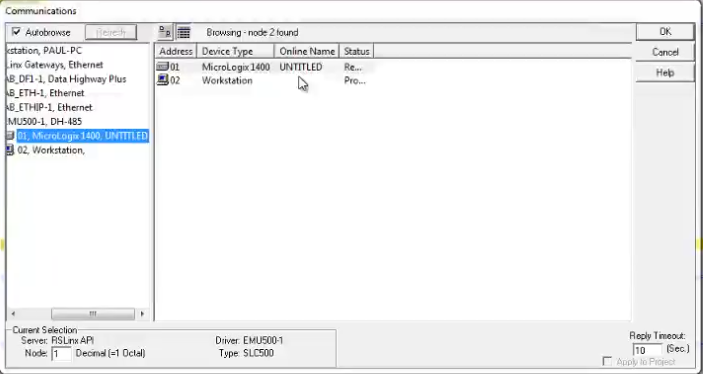 Communications
Autobrowse Refresh Browsing - node 2 found OK
Cancel
Help
kstation, PAUL-PC
Linx Gateways, Ethernet
AB_DF1-1, Data Highway Plus
AB_ETH-1, Ethernet
AB_ETHIP-1, Ethernet
EMU500-1, DH-485
01, MicroLogix 1400, UNTITLED
02, Workstation,
Address Device Type Online Name Status
01 MicroLogix 1400 UNTITLED Re...
02 Workstation Pro...
Current Selection
Server: RSLinx API Driver: EMU500-1
Node: 1 Decimal (=1 Octal) Type: SLC500
Reply Timeout:
10 (Sec.)
Apply to Project